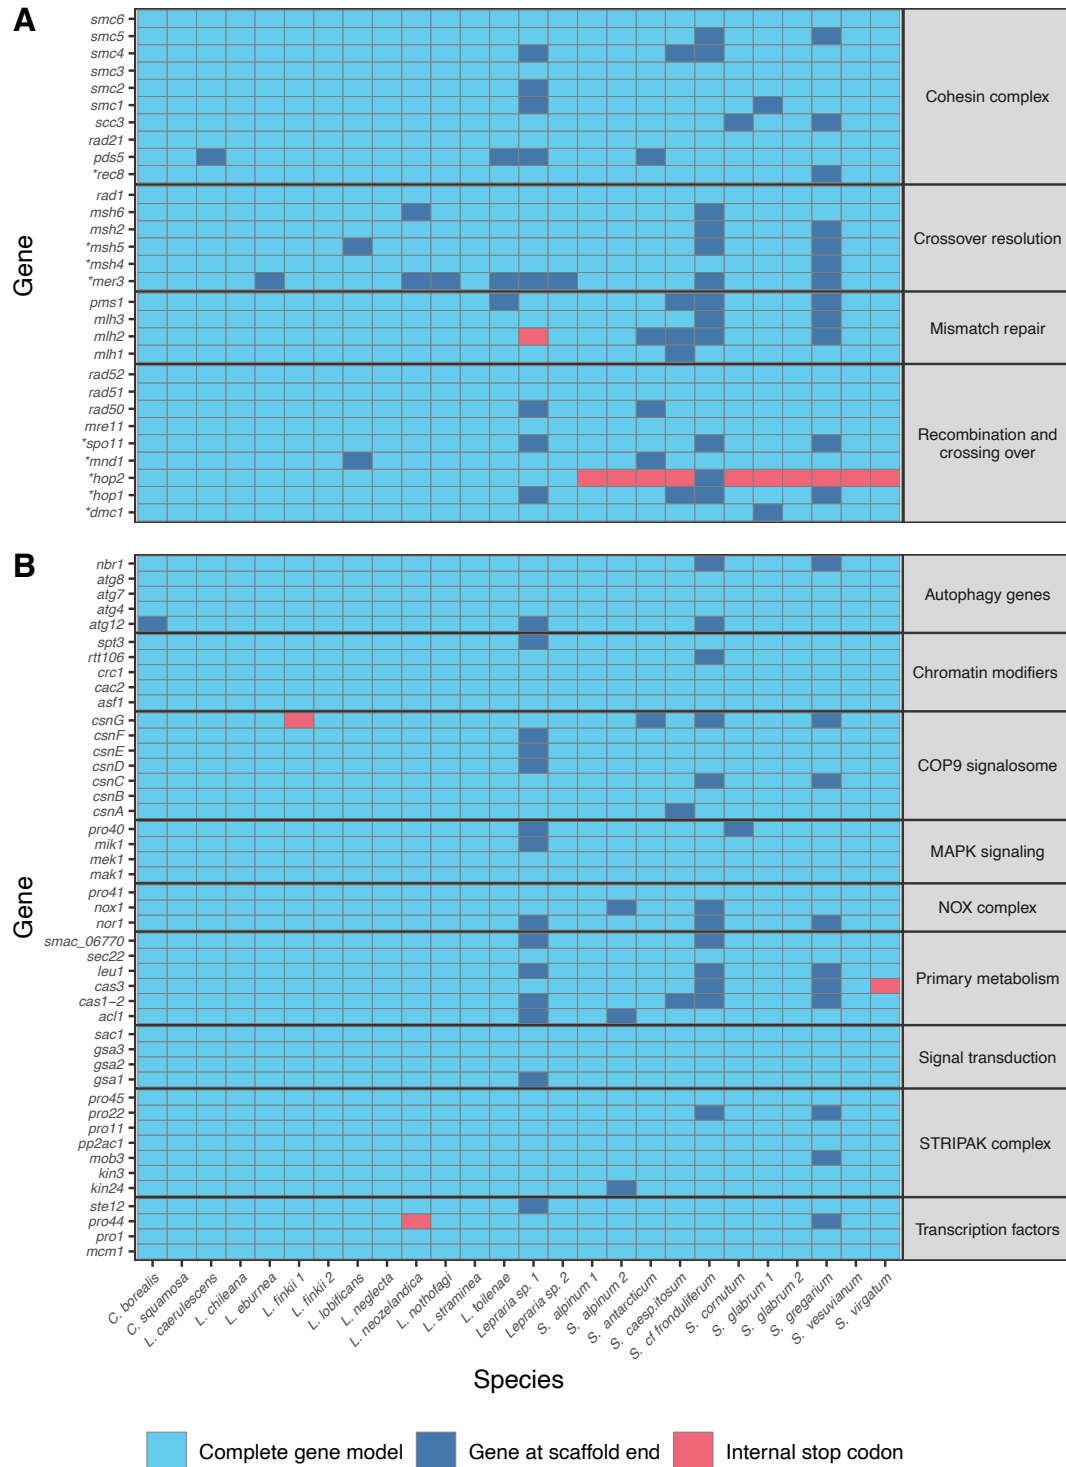 A
smc6
smc5
smc4
smc3
smc2
smc1
scc3
rad21
pds5
*rec8
Cohesin complex
rad1
msh6
msh2
*msh5
*msh4
*mer3
Crossover resolution
pms1
mlh3
mlh2
mlh1
Mismatch repair
rad52
rad51
rad50
mre11
*spo11
*mnd1
*hop2
*hop1
*dmc1
Recombination and
crossing over
Gene
B
nbr1
atg8
atg7
atg4
atg12
Autophagy genes
spt3
rtt106
crc1
cac2
asf1
Chromatin modifiers
csnG
csnF
csnE
csnD
csnC
csnB
csnA
COP9 signalosome
pro40
mik1
mek1
mak1
MAPK signaling
pro41
nox1
nor1
NOX complex
smac_06770
sec22
leu1
cas3
cas1–2
acl1
Primary metabolism
sac1
gsa3
gsa2
gsa1
Signal transduction
pro45
pro22
pro11
pp2ac1
mob3
kin3
kin24
STRIPAK complex
ste12
pro44
pro1
mcm1
Transcription factors
Gene
C. borealis
C. squamosa
L. caerulescens
L. chileana
L. eburnea
L. finkii 1
L. finkii 2
L. lobificans
L. neglecta
L. neozelandica
L. nothofagi
L. straminea
L. toilenae
Lepraria sp. 1
Lepraria sp. 2
S. alpinum 1
S. alpinum 2
S. antarcticum
S. caespitosum
S. cf fronduliferum
S. cornutum
S. glabrum 1
S. glabrum 2
S. gregarium
S. vesuvianum
S. virgatum
Species
Complete gene model
Gene at scaffold end
Internal stop codon